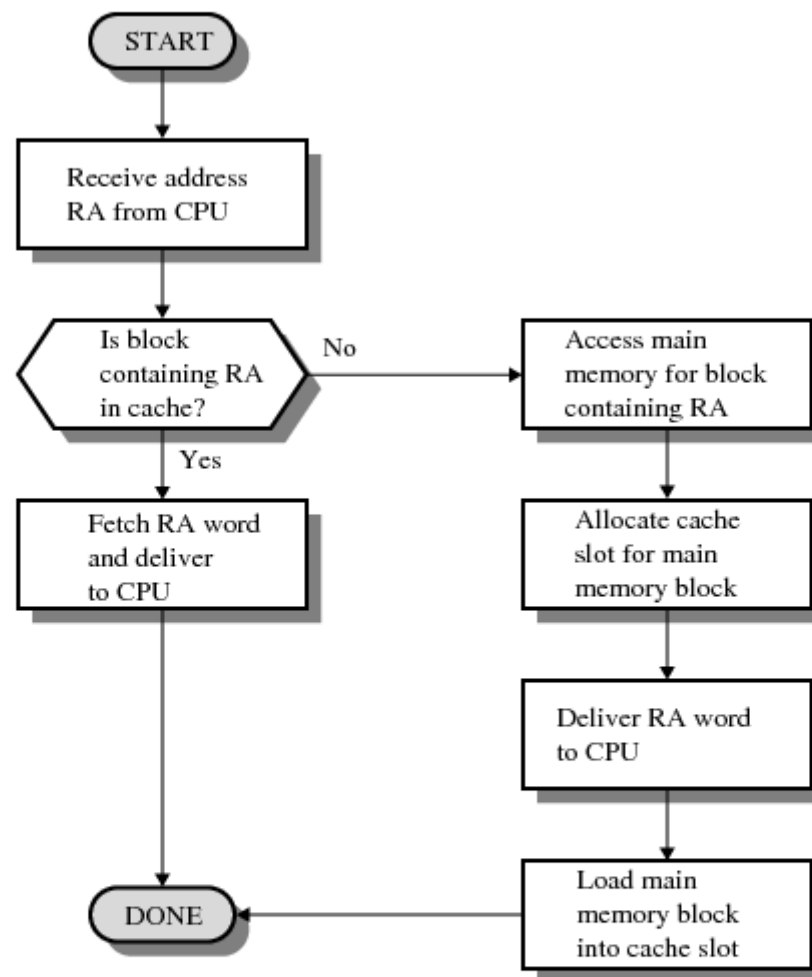 START
Receive address
RA from CPU
Is block
containing RA
in cache?
No
Yes
Fetch RA word
and deliver
to CPU
Access main
memory for block
containing RA
Allocate cache
slot for main
memory block
Deliver RA word
to CPU
Load main
memory block
into cache slot
DONE